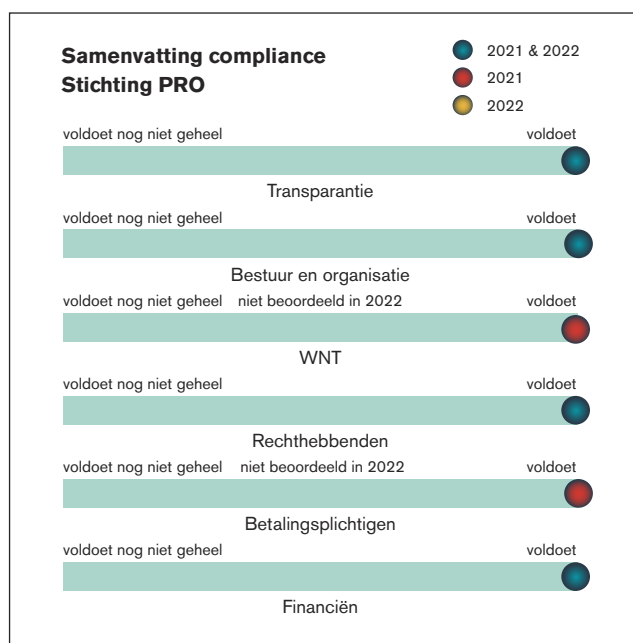 Samenvatting compliance
Stichting PRO
2021 & 2022
2021
2022
voldoet nog niet geheel voldoet
Transparantie
voldoet nog niet geheel voldoet
Bestuur en organisatie
voldoet nog niet geheel niet beoordeeld in 2022 voldoet
WNT
voldoet nog niet geheel voldoet
Rechthebbenden
voldoet nog niet geheel niet beoordeeld in 2022 voldoet
Betalingsplichtigen
voldoet nog niet geheel voldoet
Financiën